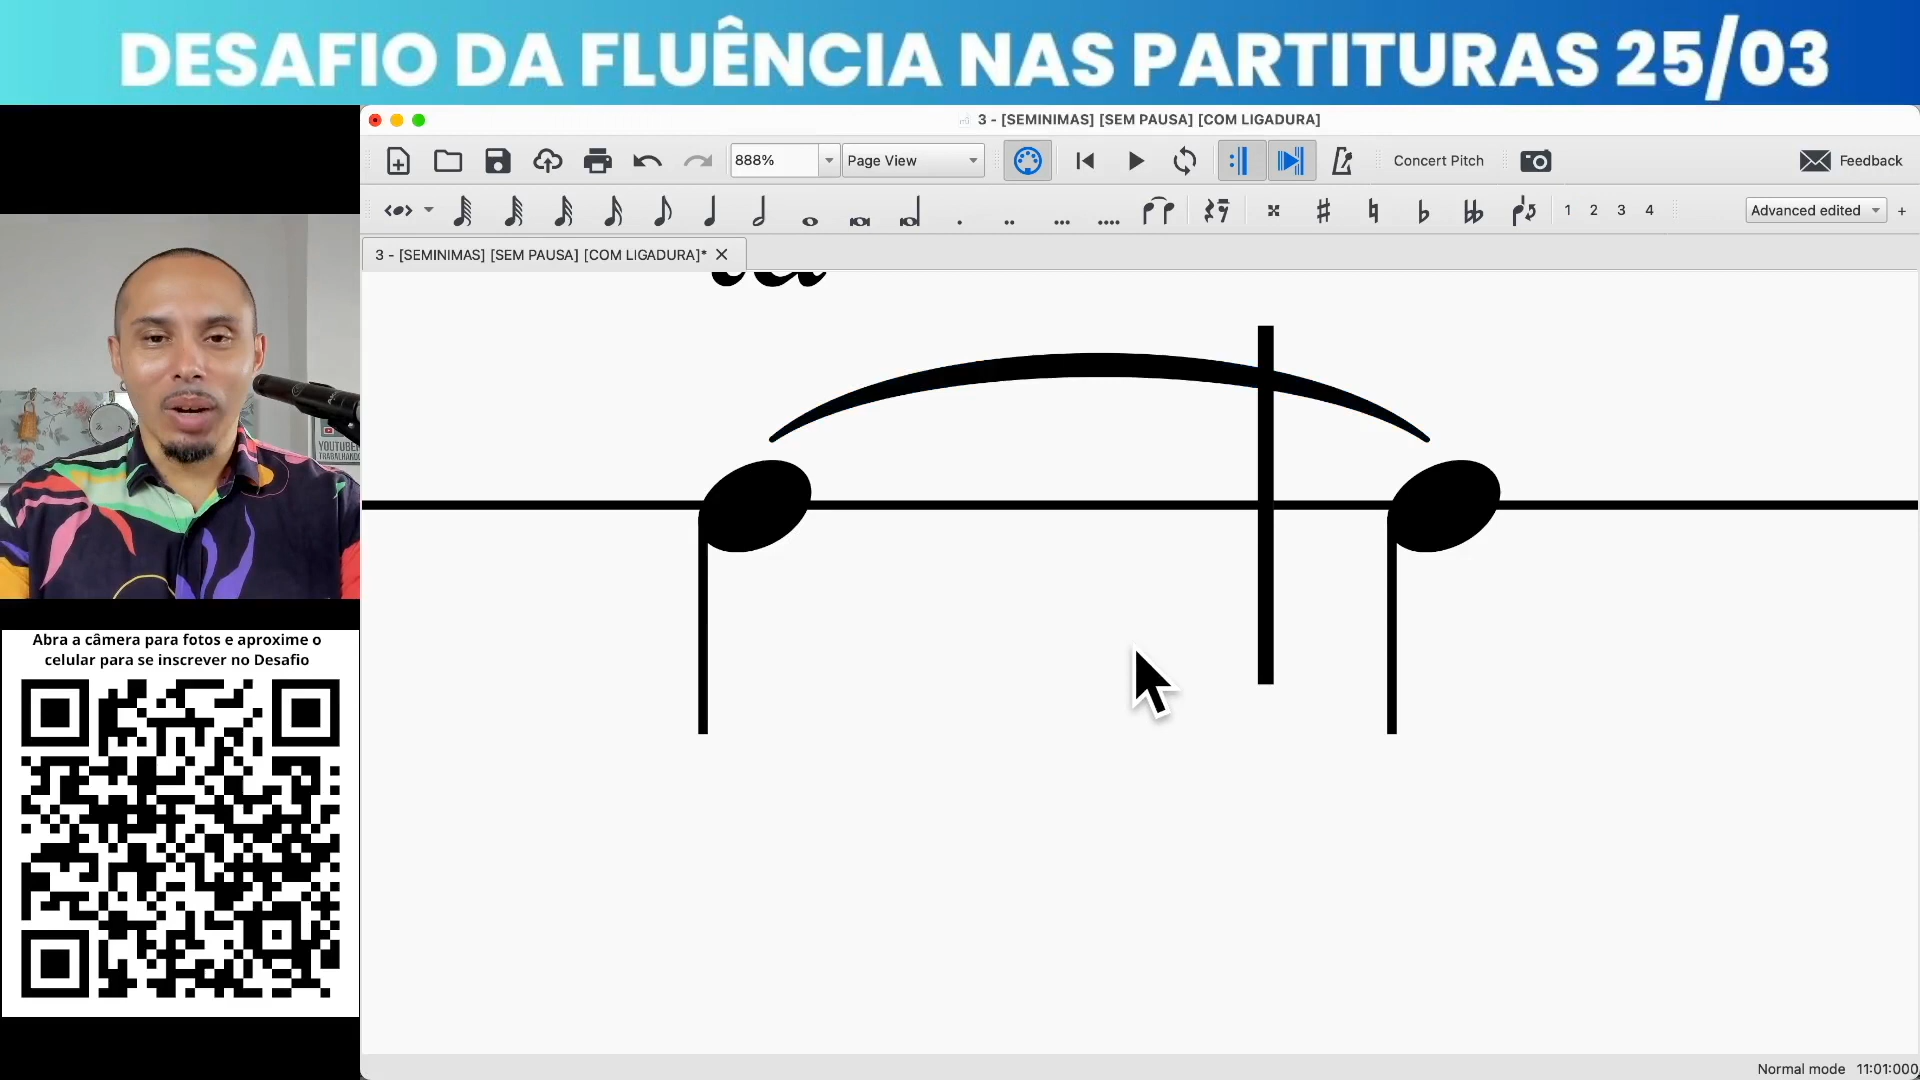 DESAFIO DA FLUÊNCIA NAS PARTITURAS 25/03
3 - [SEMINIMAS] [SEM PAUSA] [COM LIGADURA]
888%
Page View
Concert Pitch
Feedback
1 2 3 4
Advanced edited
+
3 - [SEMINIMAS] [SEM PAUSA] [COM LIGADURA]*
YOUTUBER
TRABALHANDO
Abra a câmera para fotos e aproxime o
celular para se inscrever no Desafio
Normal mode 11:01:000